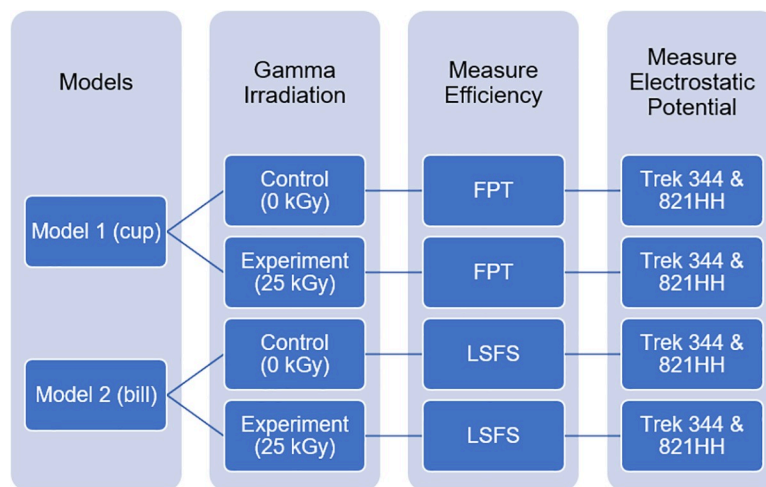 Models
Gamma
Irradiation
Measure
Efficiency
Measure
Electrostatic
Potential
Model 1 (cup)
Control
(0 kGy)
FPT
Trek 344 &
821HH
Experiment
(25 kGy)
FPT
Trek 344 &
821HH
Model 2 (bill)
Control
(0 kGy)
LSFS
Trek 344 &
821HH
Experiment
(25 kGy)
LSFS
Trek 344 &
821HH